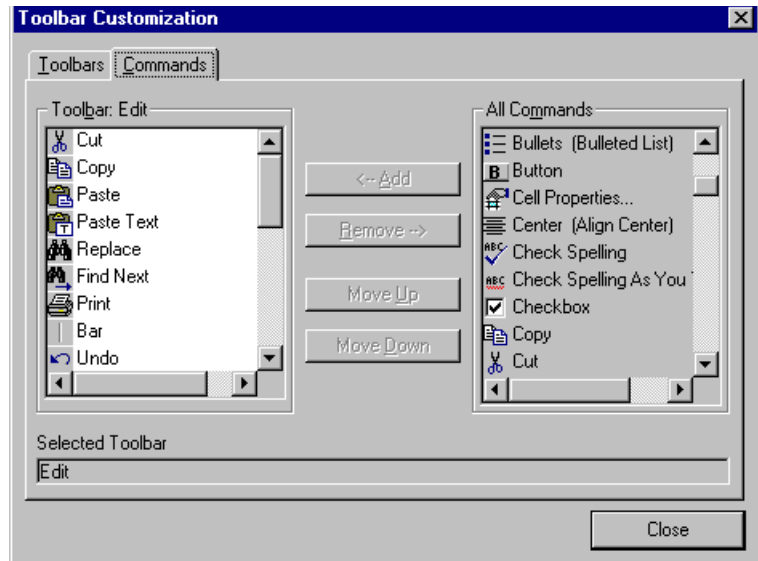 Toolbar Customization
Toolbars
Commands
Toolbar: Edit
Cut
Copy
Paste
Paste Text
Replace
Find Next
Print
Bar
Undo
<-- Add
Remove -->
Move Up
Move Down
All Commands
Bullets (Bulleted List)
B Button
Cell Properties...
Center (Align Center)
ABC Check Spelling
ABC Check Spelling As You
Checkbox
Copy
Cut
Selected Toolbar
Edit
Close